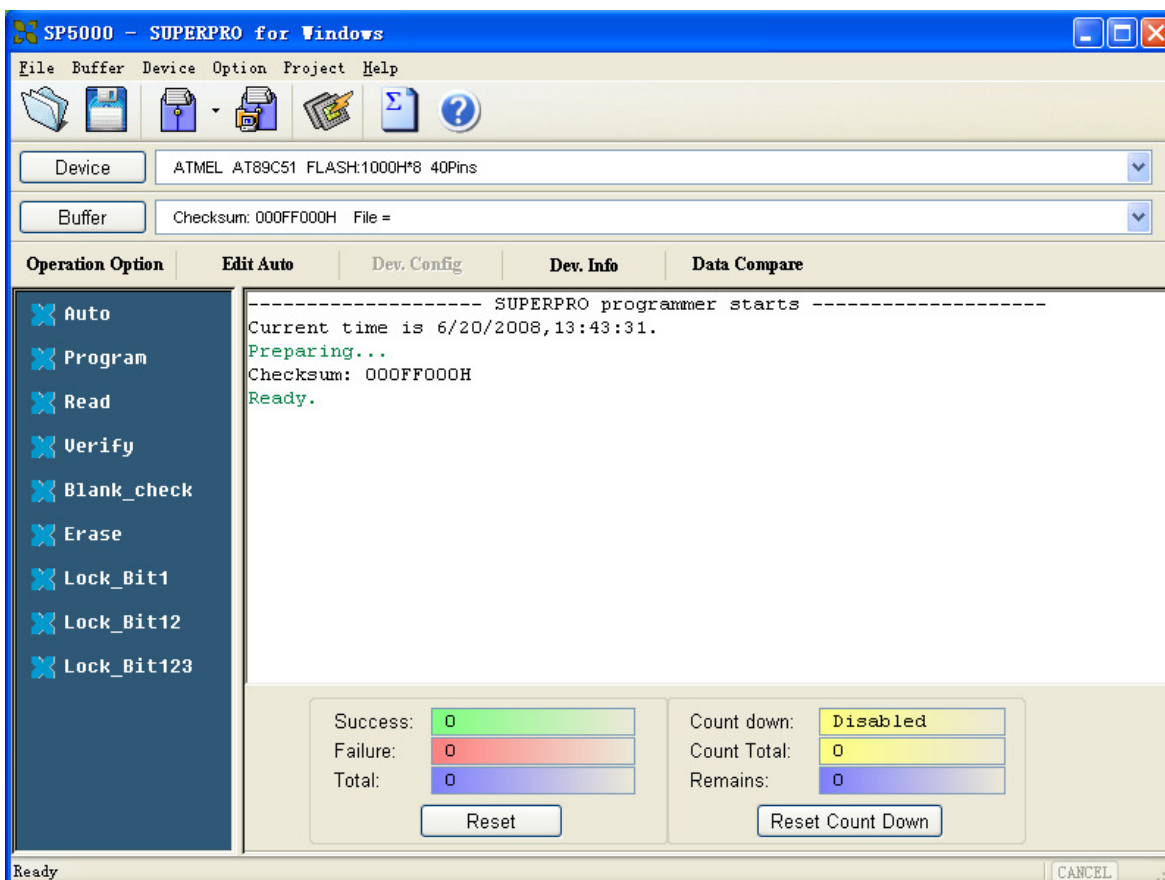 SP5000 - SUPERPRO for Windows
File Buffer Device Option Project Help
Σ ?
Device ATMEL AT89C51 FLASH:1000H*8 40Pins
Buffer Checksum: 000FF000H File =
Operation Option Edit Auto Dev. Config Dev. Info Data Compare
Auto
Program
Read
Verify
Blank_check
Erase
Lock_Bit1
Lock_Bit12
Lock_Bit123
-------------------- SUPERPRO programmer starts --------------------
Current time is 6/20/2008,13:43:31.
Preparing...
Checksum: 000FF000H
Ready.
Success: 0
Failure: 0
Total: 0
Reset
Count down: Disabled
Count Total: 0
Remains: 0
Reset Count Down
Ready CANCEL